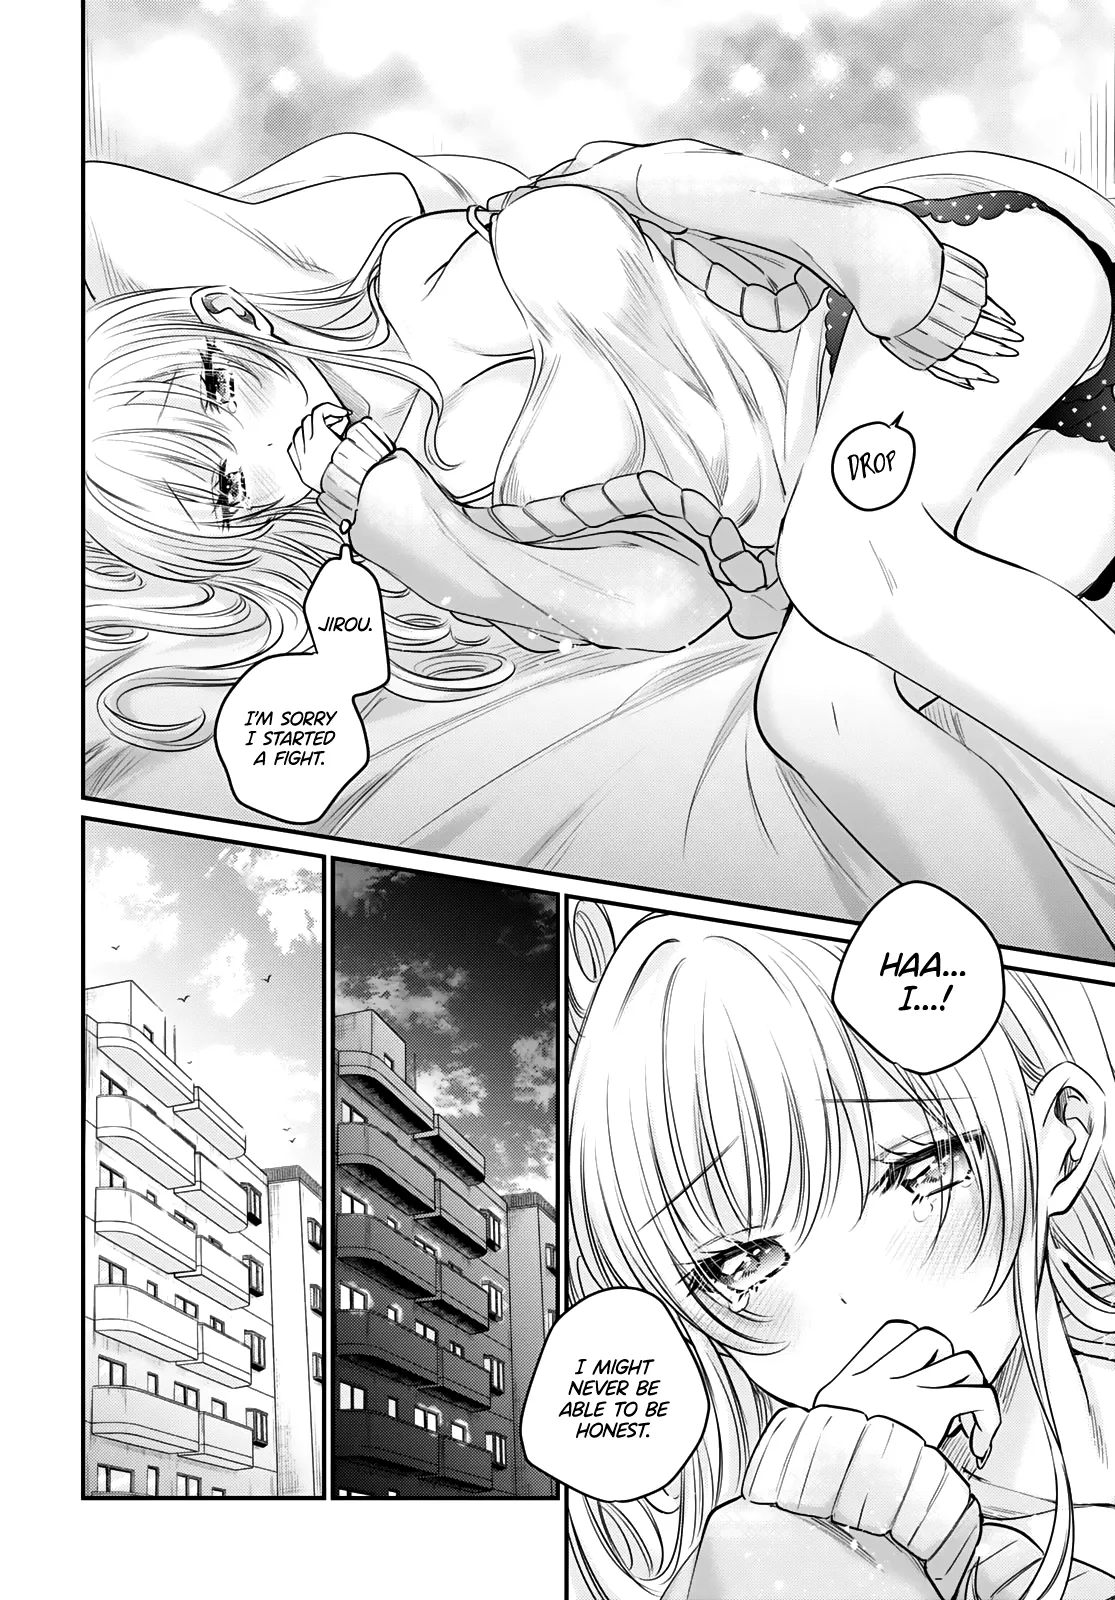 DROP
JIROU.
I'M SORRY
I STARTED
A FIGHT.
HAA...
I...!
I MIGHT
NEVER BE
ABLE TO BE
HONEST.